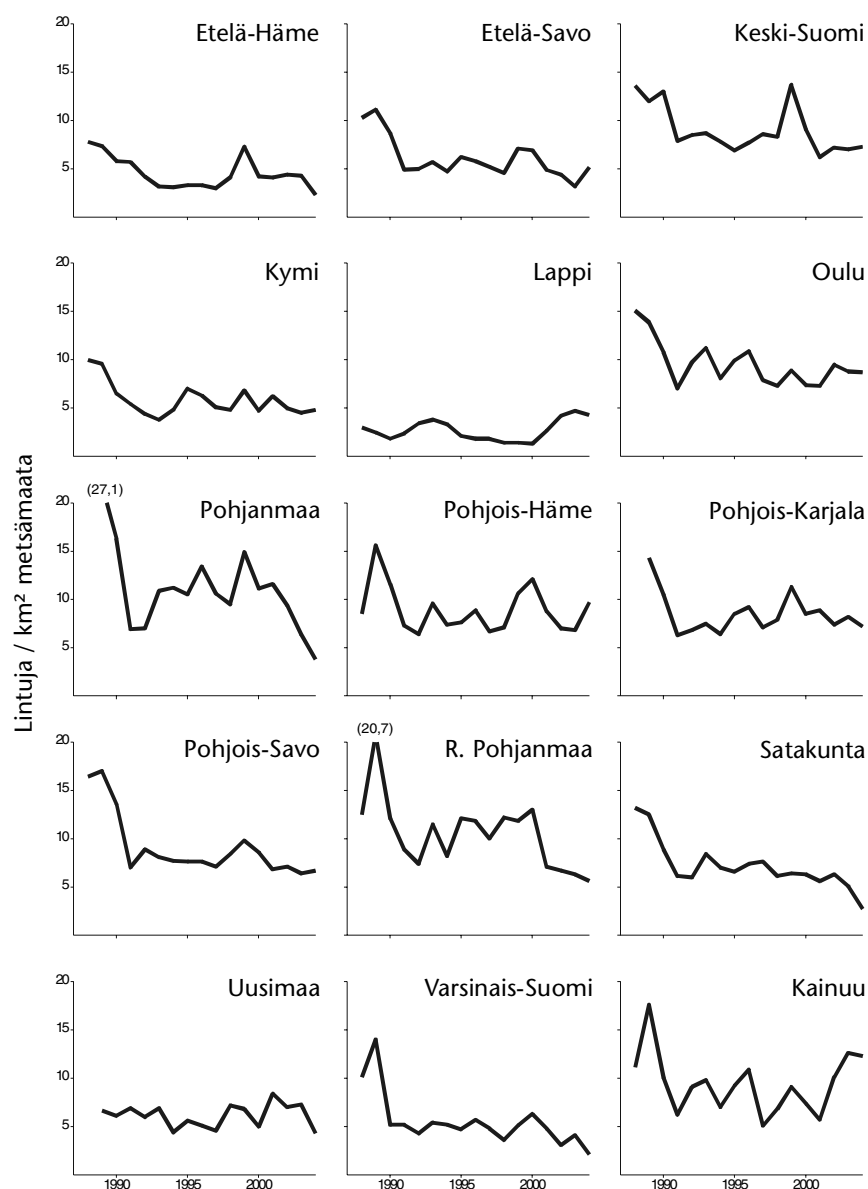 20 Etelä-Häme Etelä-Savo Keski-Suomi
15
10
5
20 Kymi Lappi Oulu
15
10
5
Lintuja / km² metsämaata
(27,1)
20 Pohjanmaa Pohjois-Häme Pohjois-Karjala
15
10
5
(20,7)
20 Pohjois-Savo R. Pohjanmaa Satakunta
15
10
5
20 Uusimaa Varsinais-Suomi Kainuu
15
10
5
1990 1995 2000 1990 1995 2000 1990 1995 2000